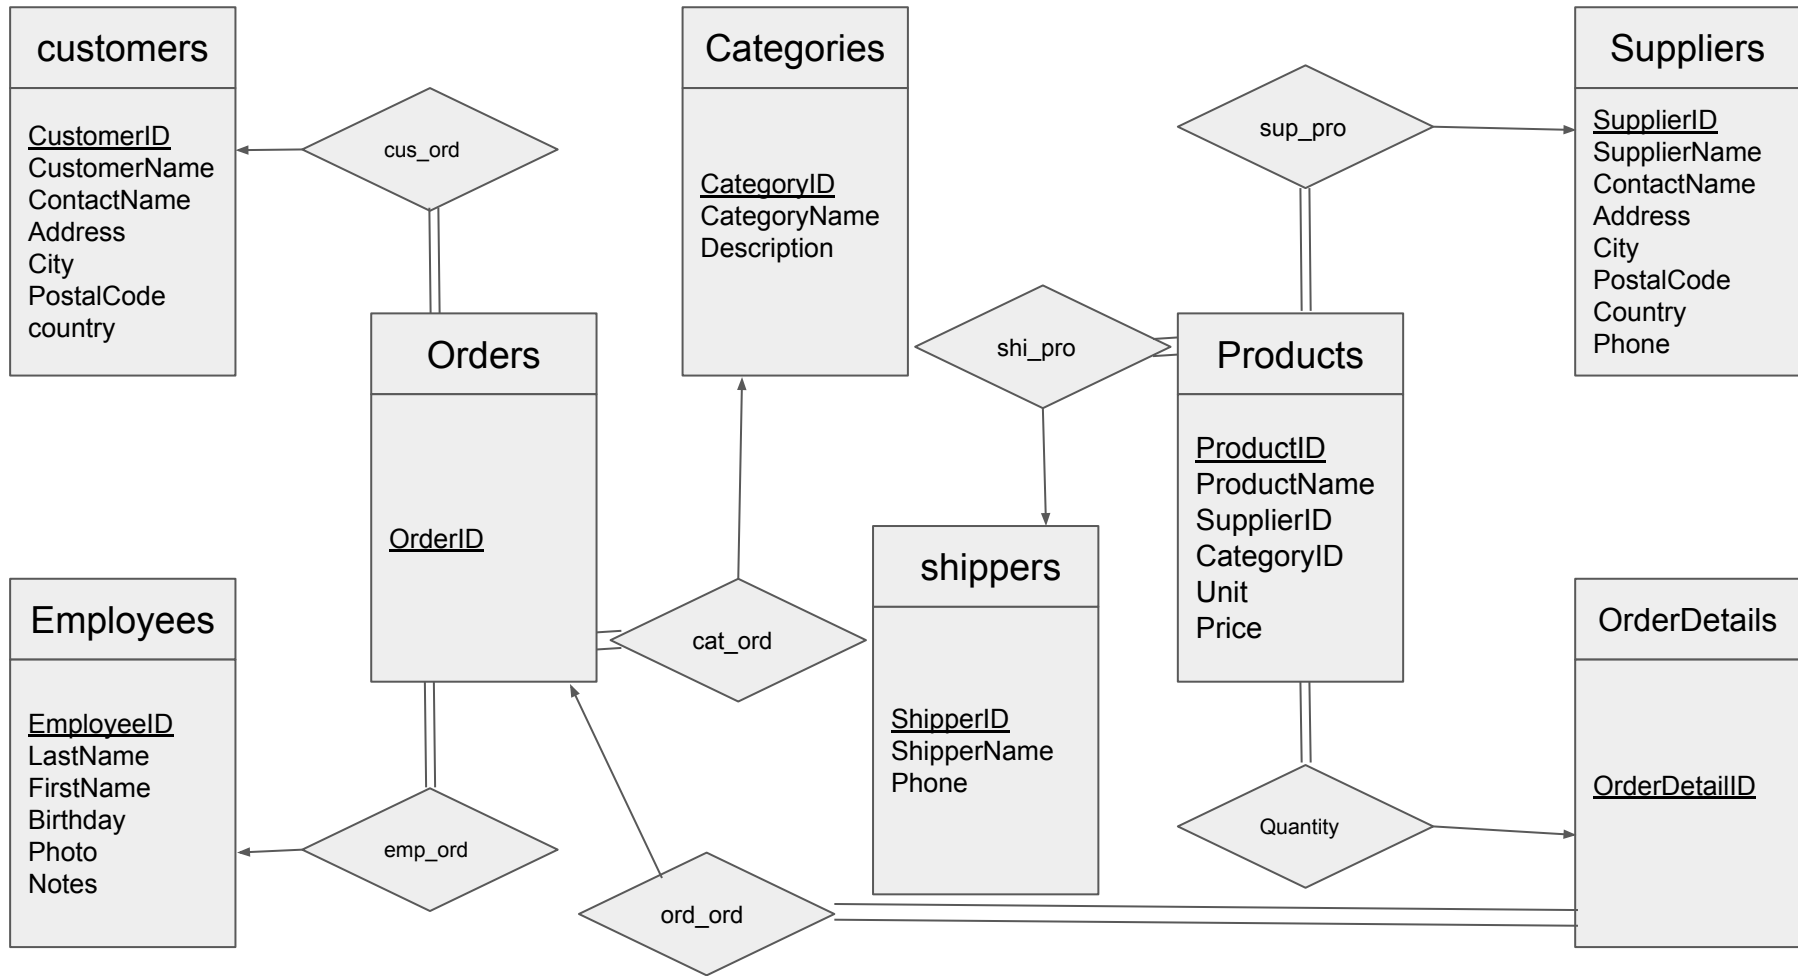 customers
CustomerID
CustomerName
ContactName
Address
City
PostalCode
country
cus_ord
Categories
CategoryID
CategoryName
Description
sup_pro
Suppliers
SupplierID
SupplierName
ContactName
Address
City
PostalCode
Country
Phone
Orders
OrderID
shi_pro
Products
ProductID
ProductName
SupplierID
CategoryID
Unit
Price
Employees
EmployeeID
LastName
FirstName
Birthday
Photo
Notes
emp_ord
cat_ord
shippers
ShipperID
ShipperName
Phone
ord_ord
Quantity
OrderDetails
OrderDetailID